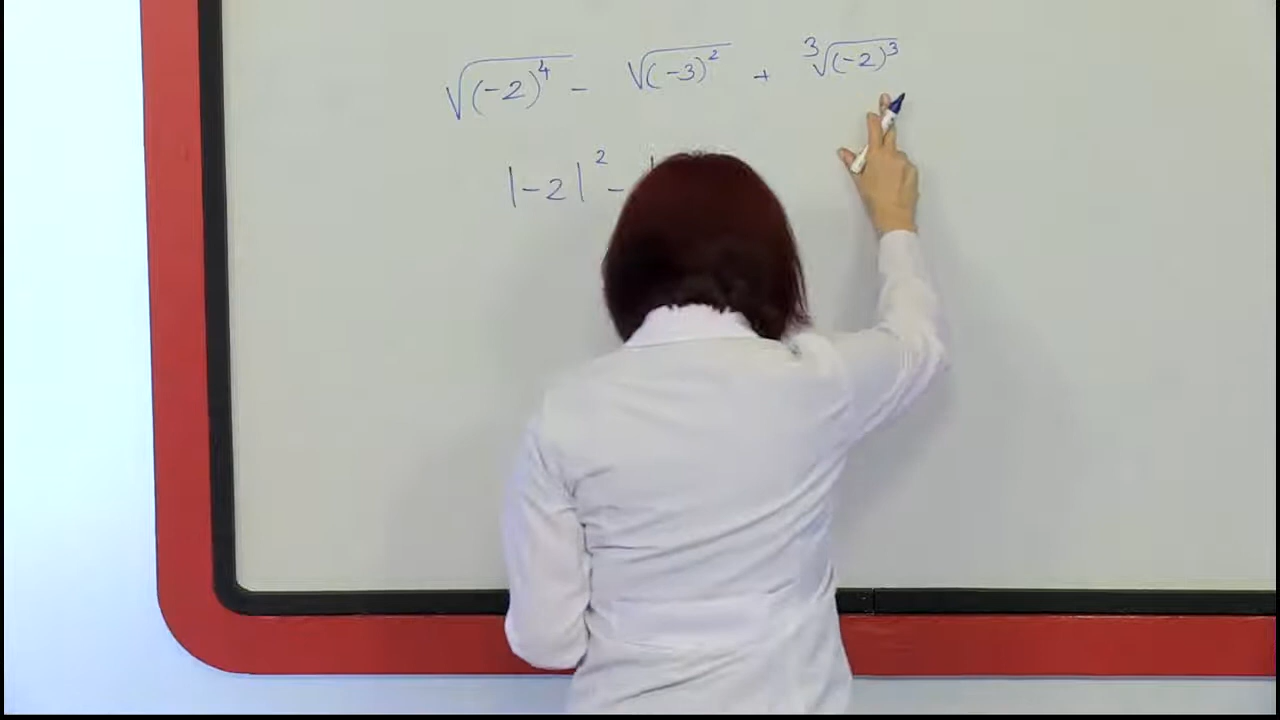 √(-2)⁴ - √(-3)² + ³√(-2)³
|-2|² - |